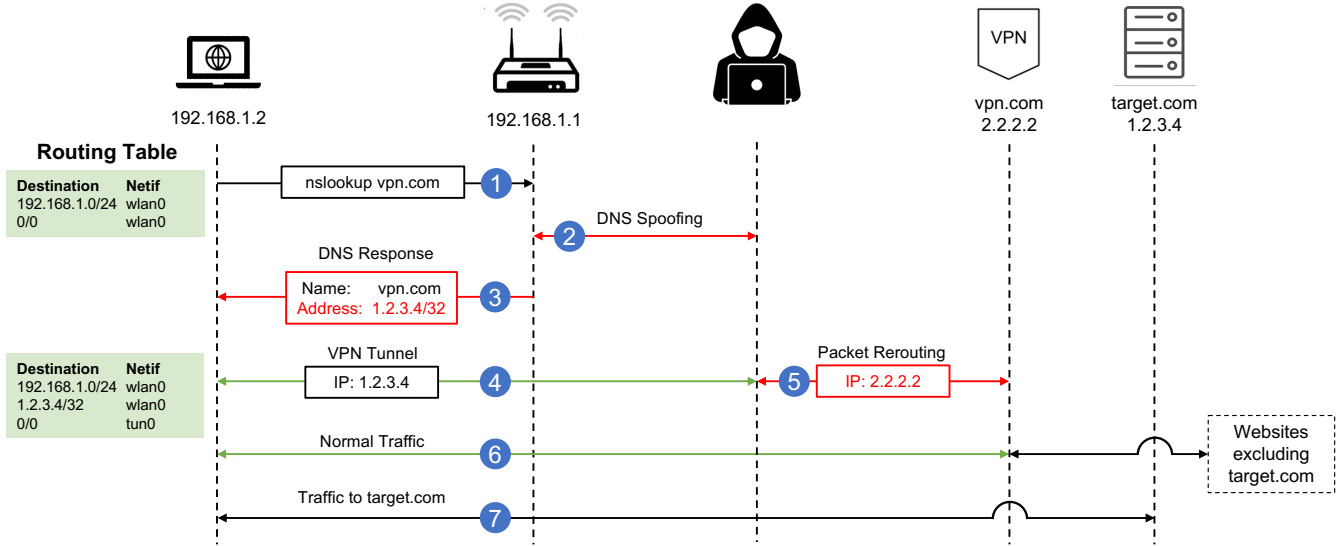 VPN
192.168.1.2
192.168.1.1
vpn.com
2.2.2.2
target.com
1.2.3.4
Routing Table
Destination Netif
192.168.1.0/24 wlan0
0/0 wlan0
nslookup vpn.com
1
DNS Spoofing
2
DNS Response
Name: vpn.com
Address: 1.2.3.4/32
3
Destination Netif
192.168.1.0/24 wlan0
1.2.3.4/32 wlan0
0/0 tun0
VPN Tunnel
IP: 1.2.3.4
4
Packet Rerouting
5
IP: 2.2.2.2
Normal Traffic
6
Websites
excluding
target.com
Traffic to target.com
7